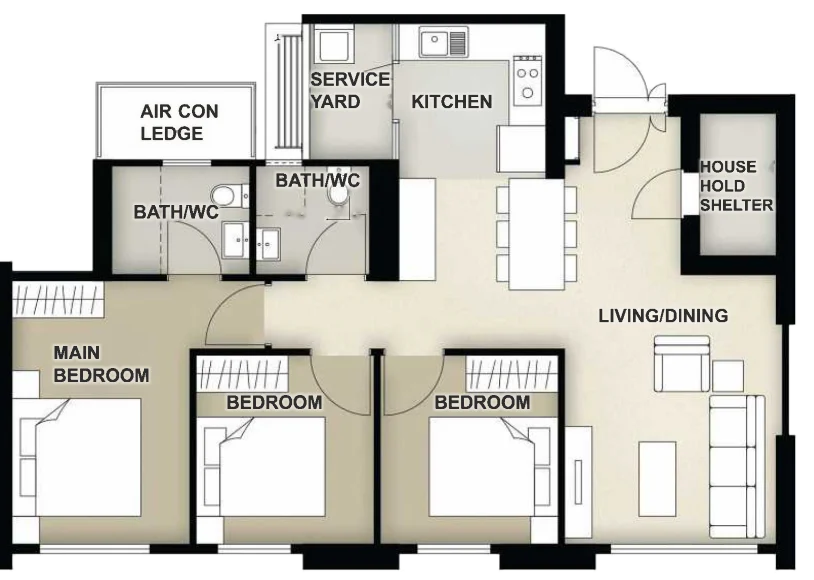 SERVICE
YARD
KITCHEN
AIR CON
LEDGE
BATH/WC
BATH/WC
HOUSE
HOLD
SHELTER
LIVING/DINING
MAIN
BEDROOM
BEDROOM
BEDROOM